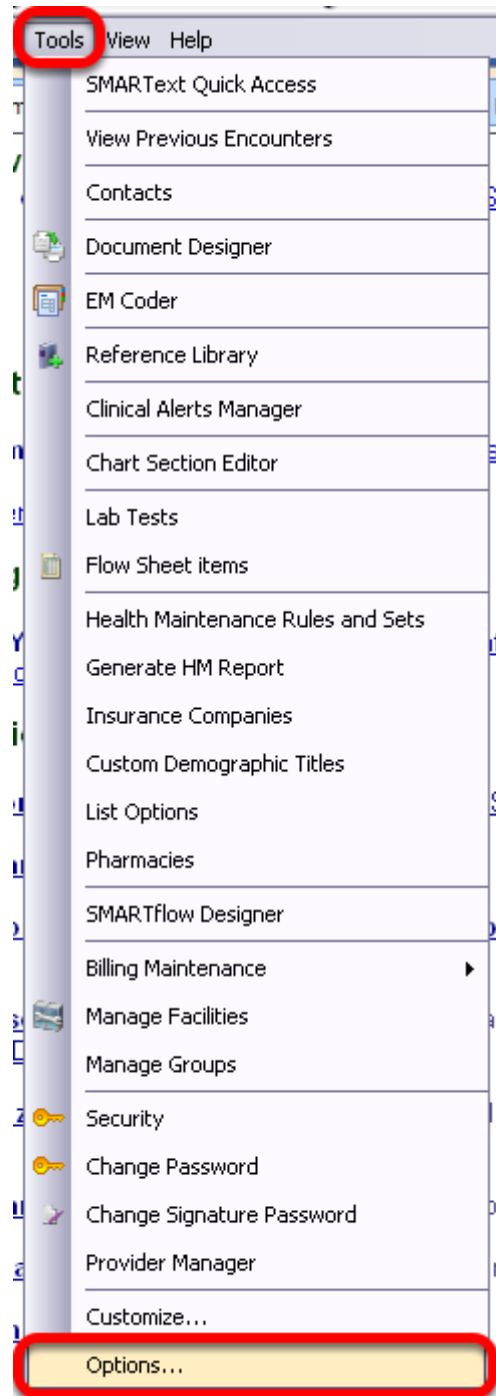 Tools View Help
SMARText Quick Access
View Previous Encounters
Contacts
Document Designer
EM Coder
Reference Library
Clinical Alerts Manager
Chart Section Editor
Lab Tests
Flow Sheet items
Health Maintenance Rules and Sets
Generate HM Report
Insurance Companies
Custom Demographic Titles
List Options
Pharmacies
SMARTflow Designer
Billing Maintenance
Manage Facilities
Manage Groups
Security
Change Password
Change Signature Password
Provider Manager
Customize...
Options...